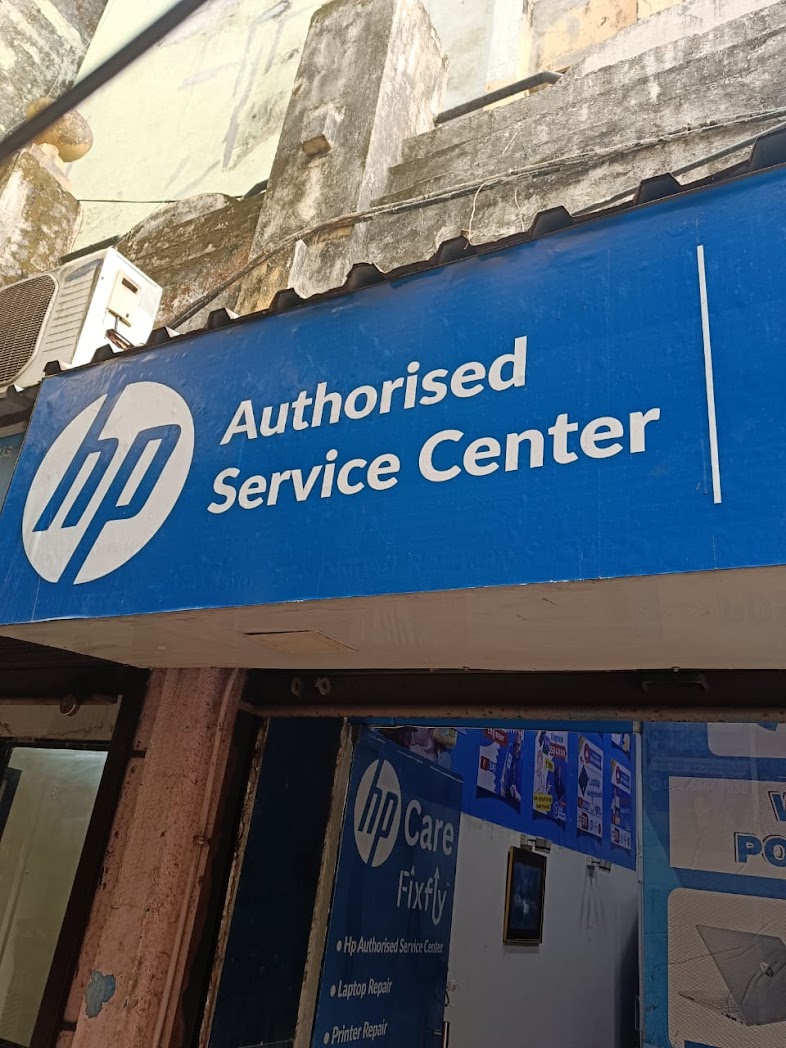 hp
Authorised
Service Center
hp Care
Fixfly
• Hp Authorised Service Center
• Laptop Repair
• Printer Repair